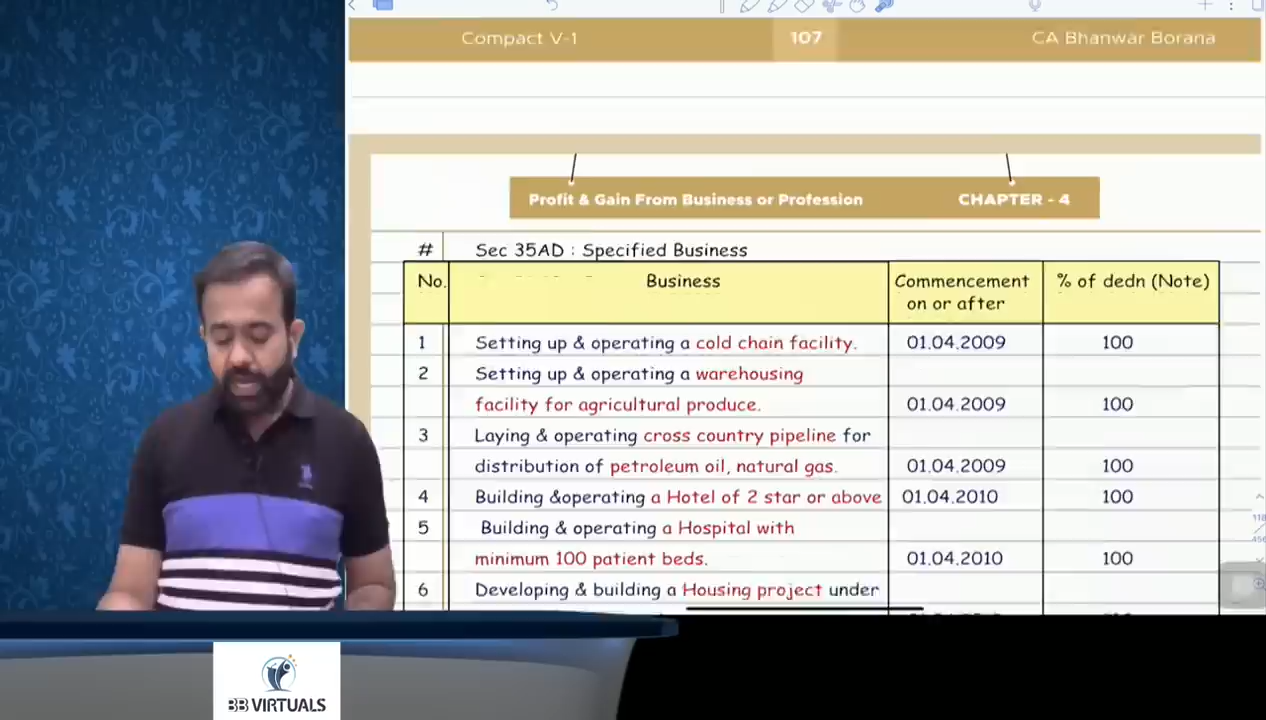 Compact V-1 107 CA Bhanwar Borana
Profit & Gain From Business or Profession CHAPTER - 4
# Sec 35AD : Specified Business
No. Business Commencement on or after % of dedn (Note)
1 Setting up & operating a cold chain facility. 01.04.2009 100
2 Setting up & operating a warehousing
facility for agricultural produce. 01.04.2009 100
3 Laying & operating cross country pipeline for
distribution of petroleum oil, natural gas. 01.04.2009 100
4 Building &operating a Hotel of 2 star or above 01.04.2010 100
5 Building & operating a Hospital with
minimum 100 patient beds. 01.04.2010 100
6 Developing & building a Housing project under
BB VIRTUALS